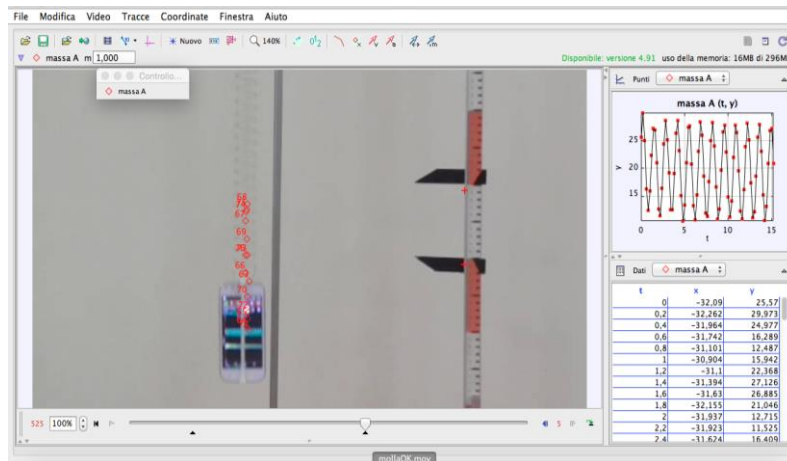 File Modifica Video Tracce Coordinate Finestra Aiuto
Nuovo 140%
massa A m 1,000 Disponibile: versione 4.91 uso della memoria: 16MB di 296M
Controllo...
massa A
68
67
69
66
Punti massa A
massa A (t, y)
25
20
15
y
0 5 10 15
t
Dati massa A
t x y
0 -32,09 25,57
0,2 -32,262 29,973
0,4 -31,964 24,977
0,6 -31,742 16,289
0,8 -31,101 12,487
1 -30,904 15,942
1,2 -31,1 22,368
1,4 -31,394 27,126
1,6 -31,63 26,885
1,8 -32,155 21,046
2 -31,937 12,715
2,2 -31,923 11,525
2,4 -31,624 16,409
525 100% 5
mollaOK.mov